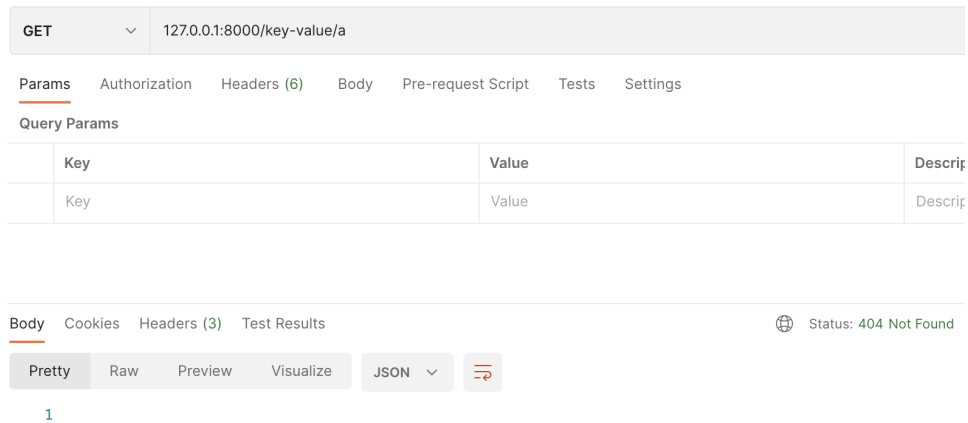 GET 127.0.0.1:8000/key-value/a
Params Authorization Headers (6) Body Pre-request Script Tests Settings
Query Params
Key Value Descrip
Key Value Descrip
Body Cookies Headers (3) Test Results Status: 404 Not Found
Pretty Raw Preview Visualize JSON
1